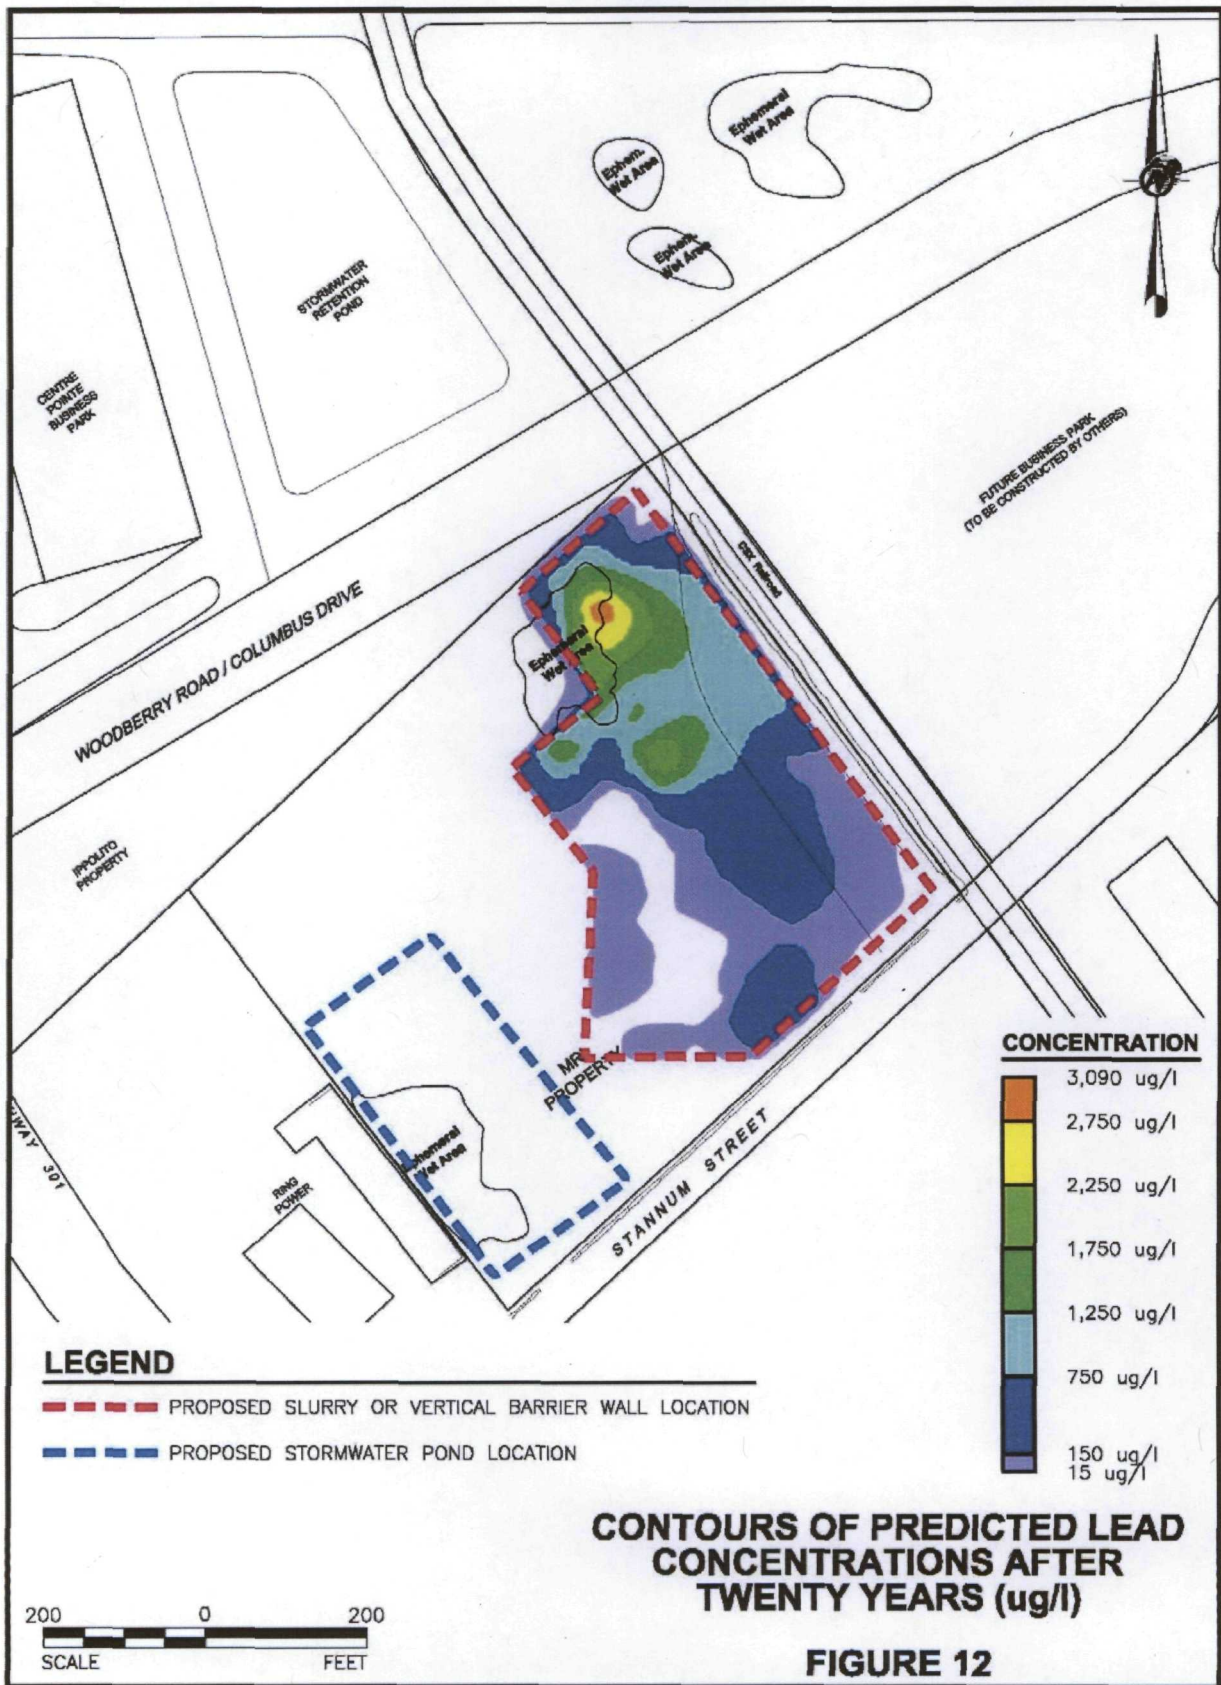 Ephemeral
Wet Area
Ephem.
Wet Area
Ephem.
Wet Area
STORMWATER
RETENTION
POND
CENTRE
POINTE
BUSINESS
PARK
FUTURE BUSINESS PARK
(TO BE CONSTRUCTED BY OTHERS)
CSX Railroad
WOODBERRY ROAD / COLUMBUS DRIVE
Ephemeral
Wet Area
IPPOLITO
PROPERTY
MRI
PROPERTY
Ephemeral
Wet Area
RING
POWER
HWAY 301
STANNUM STREET
CONCENTRATION
3,090 ug/l
2,750 ug/l
2,250 ug/l
1,750 ug/l
1,250 ug/l
750 ug/l
150 ug/l
15 ug/l
LEGEND
PROPOSED SLURRY OR VERTICAL BARRIER WALL LOCATION
PROPOSED STORMWATER POND LOCATION
CONTOURS OF PREDICTED LEAD
CONCENTRATIONS AFTER
TWENTY YEARS (ug/l)
200 0 200
SCALE FEET
FIGURE 12